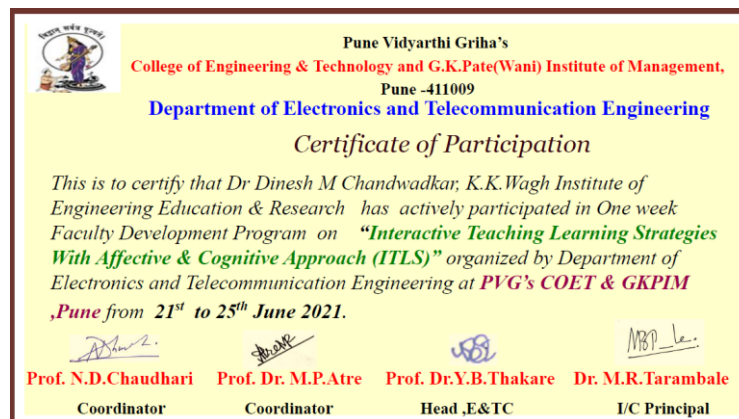 विद्वान् सर्वत्र पूज्यते
Pune Vidyarthi Griha's
College of Engineering & Technology and G.K.Pate(Wani) Institute of Management,
Pune -411009
Department of Electronics and Telecommunication Engineering
Certificate of Participation
This is to certify that Dr Dinesh M Chandwadkar, K.K.Wagh Institute of
Engineering Education & Research has actively participated in One week
Faculty Development Program on “Interactive Teaching Learning Strategies
With Affective & Cognitive Approach (ITLS)” organized by Department of
Electronics and Telecommunication Engineering at PVG's COET & GKPIM
,Pune from 21st to 25th June 2021.
Prof. N.D.Chaudhari Prof. Dr. M.P.Atre Prof. Dr.Y.B.Thakare Dr. M.R.Tarambale
Coordinator Coordinator Head ,E&TC I/C Principal